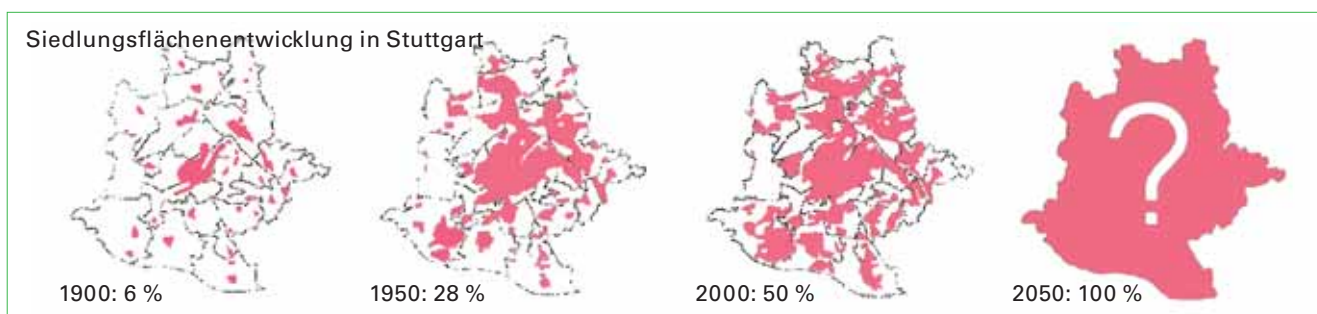 Siedlungsflächenentwicklung in Stuttgart
1900: 6 %
1950: 28 %
2000: 50 %
2050: 100 %
?